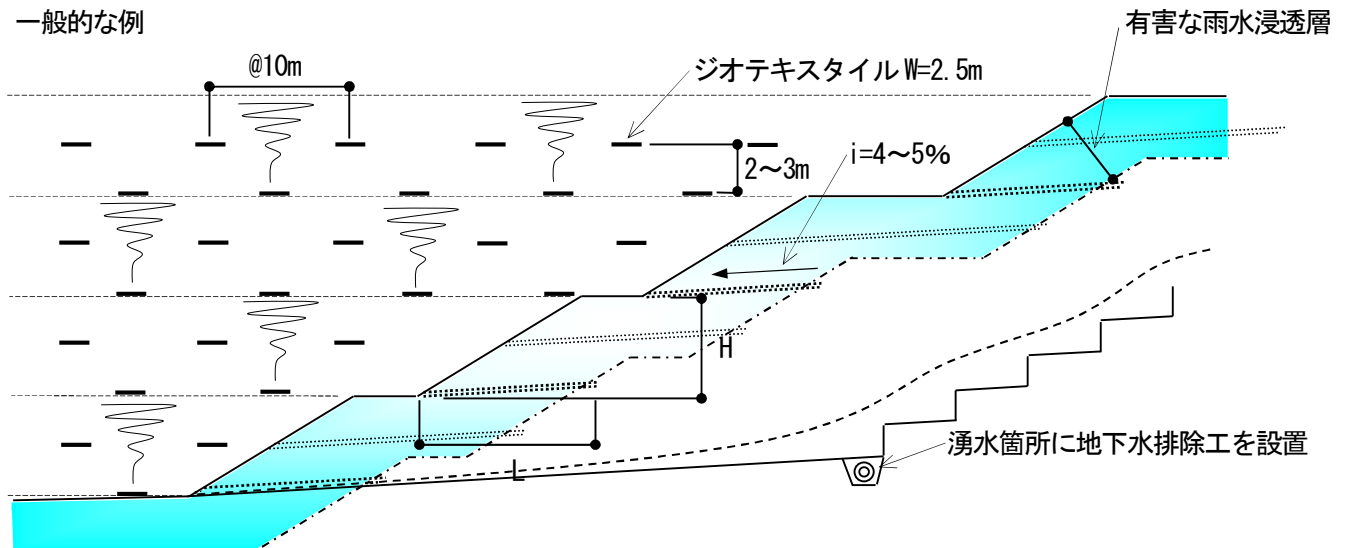 一般的な例
有害な雨水浸透層
@10m
ジオテキスタイル W=2.5m
2～3m
i=4～5%
H
L
湧水箇所に地下水排除工を設置